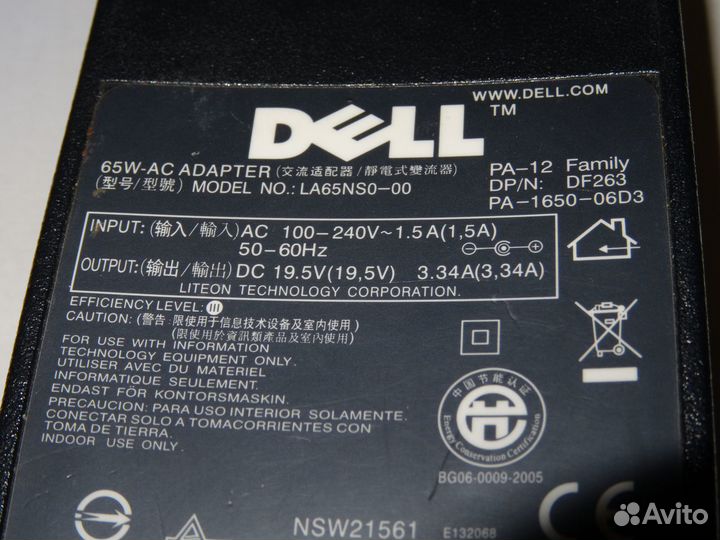 DELL
WWW.DELL.COM
TM
65W-AC ADAPTER (交流适配器/靜電式變流器)
(型号/型號) MODEL NO.: LA65NS0-00
PA-12 Family
DP/N: DF263
PA-1650-06D3
INPUT: (输入/輸入) AC 100-240V~1.5A(1,5A)
50-60Hz
OUTPUT: (输出/輸出) DC 19.5V(19,5V) 3.34A(3,34A)
LITEON TECHNOLOGY CORPORATION.
EFFICIENCY LEVEL: III
CAUTION: (警告: 限使用于信息技术设备及室内使用)
(限使用於資訊類產品及室內使用)
FOR USE WITH INFORMATION
TECHNOLOGY EQUIPMENT ONLY.
UTILISER AVEC DU MATERIEL
INFORMATIQUE SEULEMENT.
ENDAST FÖR KONTORSMASKIN.
PRECAUCION: PARA USO INTERIOR SOLAMENTE.
CONECTAR SOLO A TOMACORRIENTES CON
TOMA DE TIERRA.
INDOOR USE ONLY.
中国节能认证
Energy Conservation Certification
BG06-0009-2005
NSW21561
E132068
CE
Avito